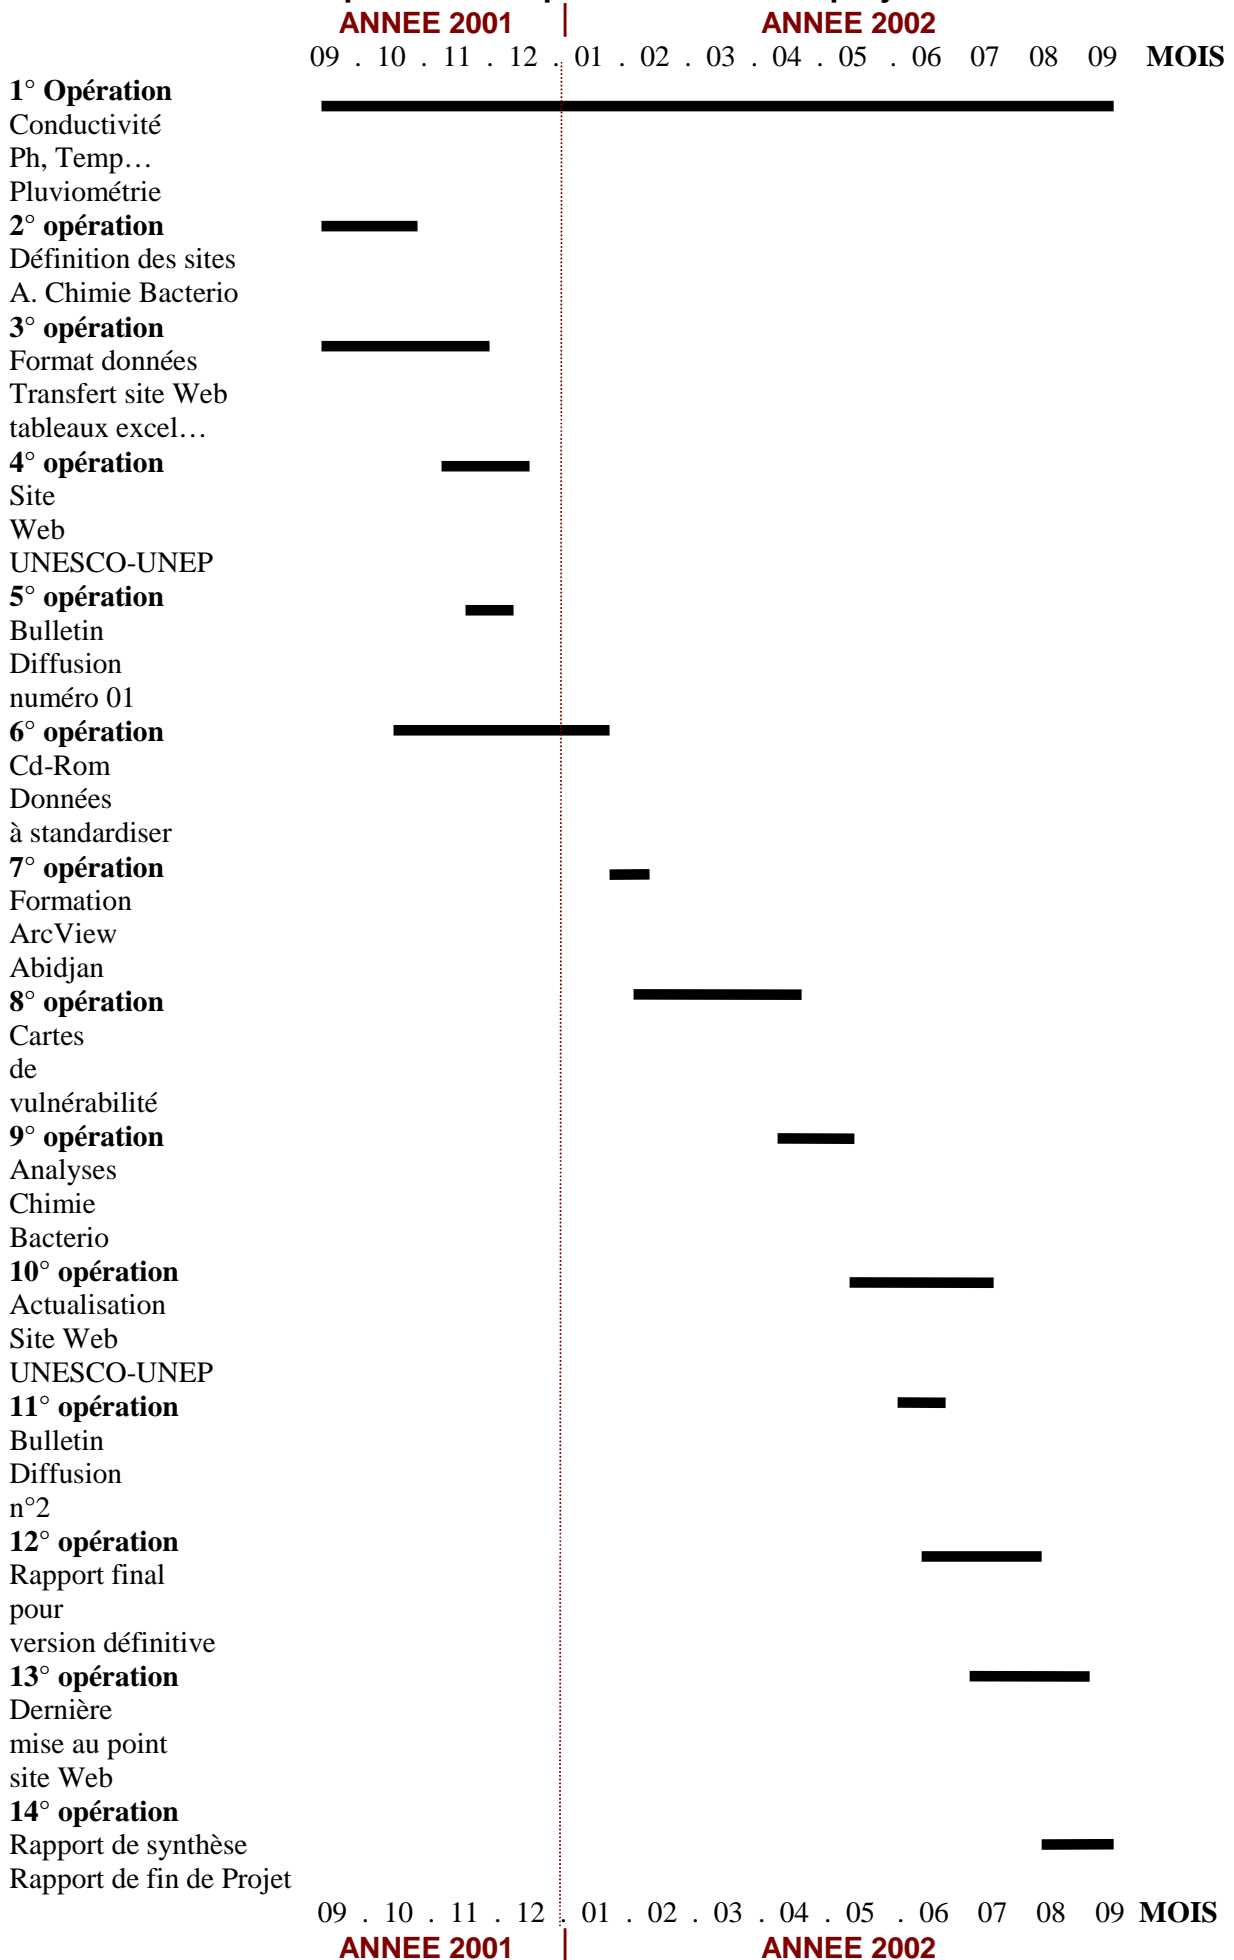 ANNEE 2001 | ANNEE 2002
09 . 10 . 11 . 12 . 01 . 02 . 03 . 04 . 05 . 06 07 08 09 MOIS
1° Opération
Conductivité
Ph, Temp…
Pluviométrie
2° opération
Définition des sites
A. Chimie Bacterio
3° opération
Format données
Transfert site Web
tableaux excel…
4° opération
Site
Web
UNESCO-UNEP
5° opération
Bulletin
Diffusion
numéro 01
6° opération
Cd-Rom
Données
à standardiser
7° opération
Formation
ArcView
Abidjan
8° opération
Cartes
de
vulnérabilité
9° opération
Analyses
Chimie
Bacterio
10° opération
Actualisation
Site Web
UNESCO-UNEP
11° opération
Bulletin
Diffusion
n°2
12° opération
Rapport final
pour
version définitive
13° opération
Dernière
mise au point
site Web
14° opération
Rapport de synthèse
Rapport de fin de Projet
09 . 10 . 11 . 12 . 01 . 02 . 03 . 04 . 05 . 06 07 08 09 MOIS
ANNEE 2001 | ANNEE 2002